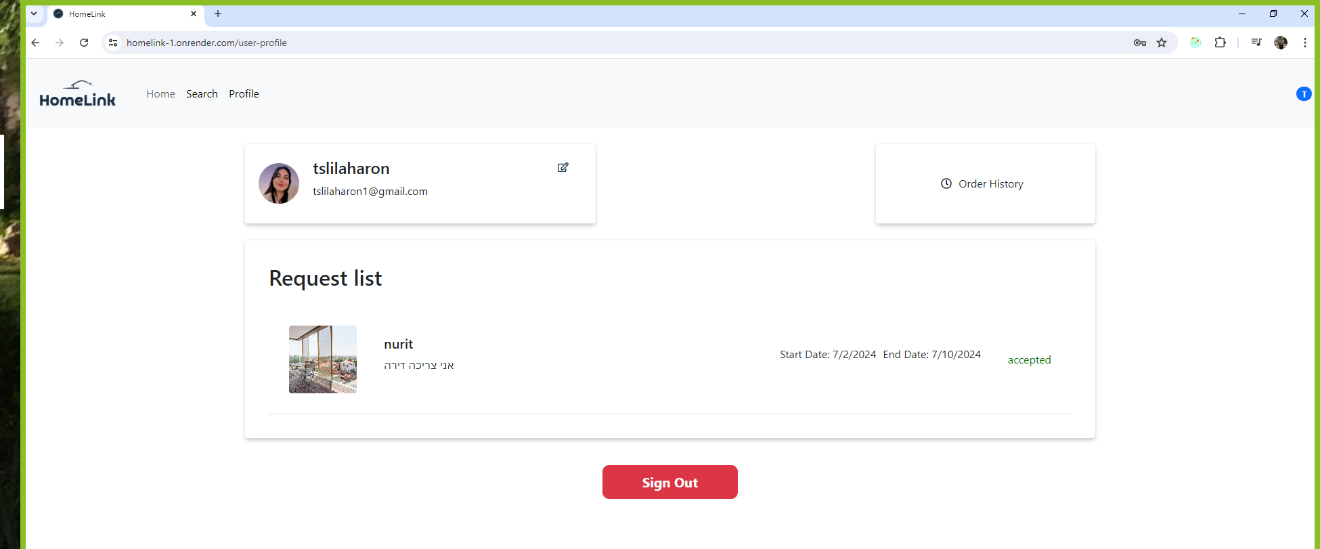 HomeLink
homelink-1.onrender.com/user-profile
HomeLink
Home Search Profile
T
tslilaharon
tslilaharon1@gmail.com
Order History
Request list
nurit
אני צריכה דירה
Start Date: 7/2/2024 End Date: 7/10/2024
accepted
Sign Out